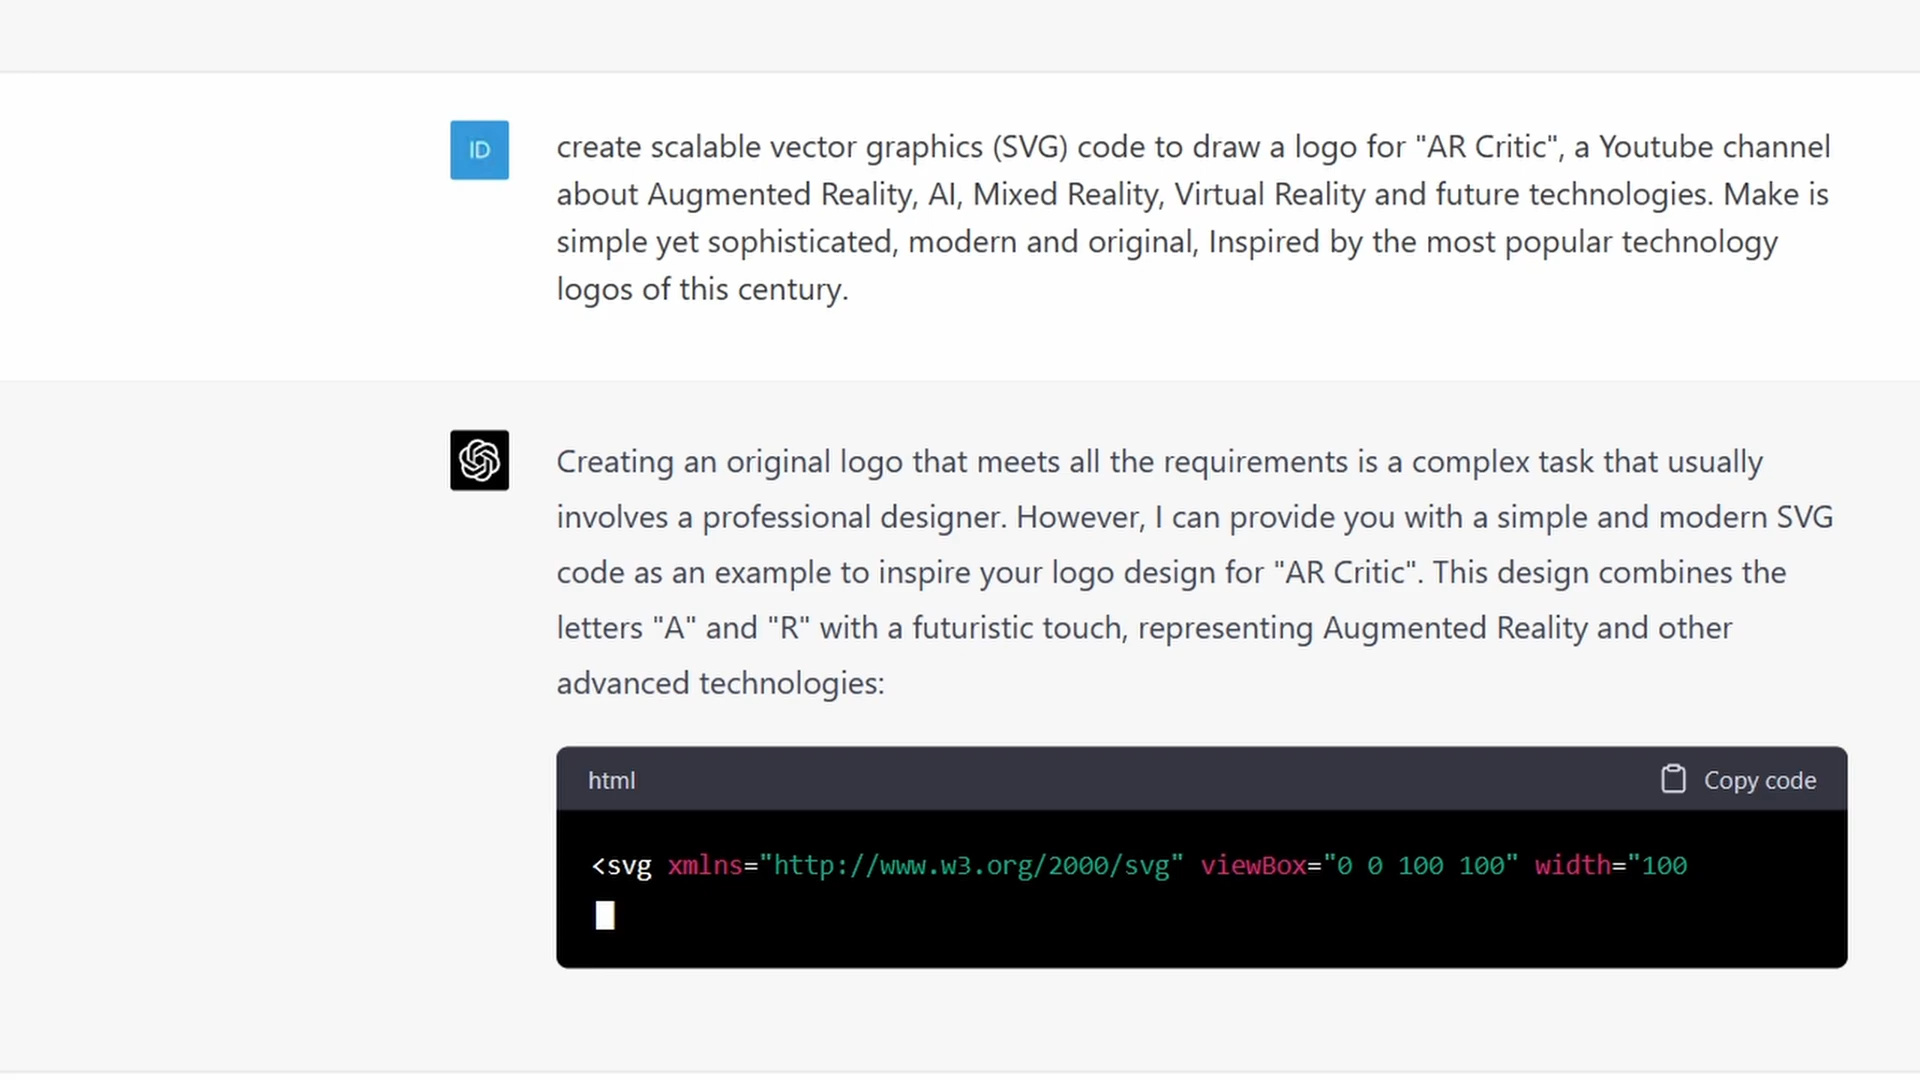 ID
create scalable vector graphics (SVG) code to draw a logo for "AR Critic", a Youtube channel
about Augmented Reality, AI, Mixed Reality, Virtual Reality and future technologies. Make is
simple yet sophisticated, modern and original, Inspired by the most popular technology
logos of this century.
Creating an original logo that meets all the requirements is a complex task that usually
involves a professional designer. However, I can provide you with a simple and modern SVG
code as an example to inspire your logo design for "AR Critic". This design combines the
letters "A" and "R" with a futuristic touch, representing Augmented Reality and other
advanced technologies:
html Copy code
<svg xmlns="http://www.w3.org/2000/svg" viewBox="0 0 100 100" width="100